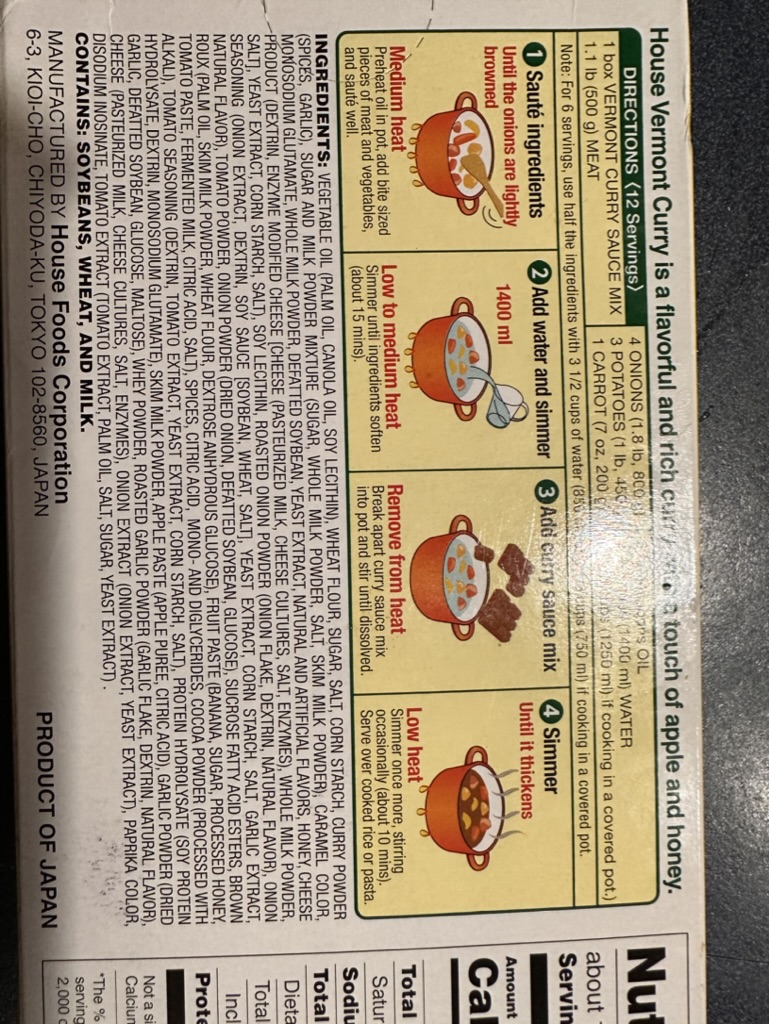 House Vermont Curry is a flavorful and rich curry a touch of apple and honey.
DIRECTIONS (12 Servings)
1 box VERMONT CURRY SAUCE MIX
1.1 lb (500 g) MEAT
4 ONIONS (1.8 lb, 800 g)
3 POTATOES (1 lb, 450
1 CARROT (7 oz, 200 g
OIL
(1400 ml) WATER
(1250 ml) if cooking in a covered pot.)
Note: For 6 servings, use half the ingredients with 3 1/2 cups of water (850 cups (750 ml) if cooking in a covered pot.
1 Sauté ingredients
Until the onions are lightly
browned
Medium heat
Preheat oil in pot, add bite sized
pieces of meat and vegetables,
and sauté well.
2 Add water and simmer
1400 ml
Low to medium heat
Simmer until ingredients soften
(about 15 mins).
3 Add curry sauce mix
Remove from heat
Break apart curry sauce mix
into pot and stir until dissolved.
4 Simmer
Until it thickens
Low heat
Simmer once more, stirring
occasionally (about 10 mins).
Serve over cooked rice or pasta.
INGREDIENTS: VEGETABLE OIL (PALM OIL, CANOLA OIL, SOY LECITHIN), WHEAT FLOUR, SUGAR, SALT, CORN STARCH, CURRY POWDER
(SPICES, GARLIC), SUGAR AND MILK POWDER MIXTURE (SUGAR, WHOLE MILK POWDER, SALT, SKIM MILK POWDER), CARAMEL COLOR,
MONOSODIUM GLUTAMATE, WHOLE MILK POWDER, DEFATTED SOYBEAN, YEAST EXTRACT, NATURAL AND ARTIFICIAL FLAVORS, HONEY, CHEESE
PRODUCT (DEXTRIN, ENZYME MODIFIED CHEESE [CHEESE (PASTEURIZED MILK, CHEESE CULTURES, SALT, ENZYMES), WHOLE MILK POWDER,
SALT], YEAST EXTRACT, CORN STARCH, SALT), SOY LECITHIN, ROASTED ONION POWDER (ONION FLAKE, DEXTRIN, NATURAL FLAVOR), ONION
SEASONING (ONION EXTRACT, DEXTRIN, SOY SAUCE [SOYBEAN, WHEAT, SALT], YEAST EXTRACT, CORN STARCH, SALT, GARLIC EXTRACT,
NATURAL FLAVOR), TOMATO POWDER, ONION POWDER (DRIED ONION, DEFATTED SOYBEAN, GLUCOSE), SUCROSE FATTY ACID ESTERS, BROWN
ROUX (PALM OIL, SKIM MILK POWDER, WHEAT FLOUR, DEXTROSE ANHYDROUS GLUCOSE), FRUIT PASTE (BANANA, SUGAR, PROCESSED HONEY,
TOMATO PASTE, FERMENTED MILK, CITRIC ACID, SALT), SPICES, CITRIC ACID, MONO- AND DIGLYCERIDES, COCOA POWDER (PROCESSED WITH
ALKALI), TOMATO SEASONING (DEXTRIN, TOMATO EXTRACT, YEAST EXTRACT, CORN STARCH, SALT), PROTEIN HYDROLYSATE (SOY PROTEIN
HYDROLYSATE, DEXTRIN, MONOSODIUM GLUTAMATE), SKIM MILK POWDER, APPLE PASTE (APPLE PUREE, CITRIC ACID), GARLIC POWDER (DRIED
GARLIC, DEFATTED SOYBEAN, GLUCOSE, MALTOSE), WHEY POWDER, ROASTED GARLIC POWDER (GARLIC FLAKE, DEXTRIN, NATURAL FLAVOR),
CHEESE (PASTEURIZED MILK, CHEESE CULTURES, SALT, ENZYMES), ONION EXTRACT (ONION EXTRACT, YEAST EXTRACT), PAPRIKA COLOR,
DISODIUM INOSINATE, TOMATO EXTRACT (TOMATO EXTRACT, PALM OIL, SALT, SUGAR, YEAST EXTRACT).
CONTAINS: SOYBEANS, WHEAT, AND MILK.
MANUFACTURED BY House Foods Corporation
6-3, KIOI-CHO, CHIYODA-KU, TOKYO 102-8560, JAPAN
PRODUCT OF JAPAN
Nut
about
Servin
Amount
Cal
Total
Satur
Sodiu
Total
Dieta
Total
Incl
Prote
Not a si
Calcium
*The %
serving
2,000 c